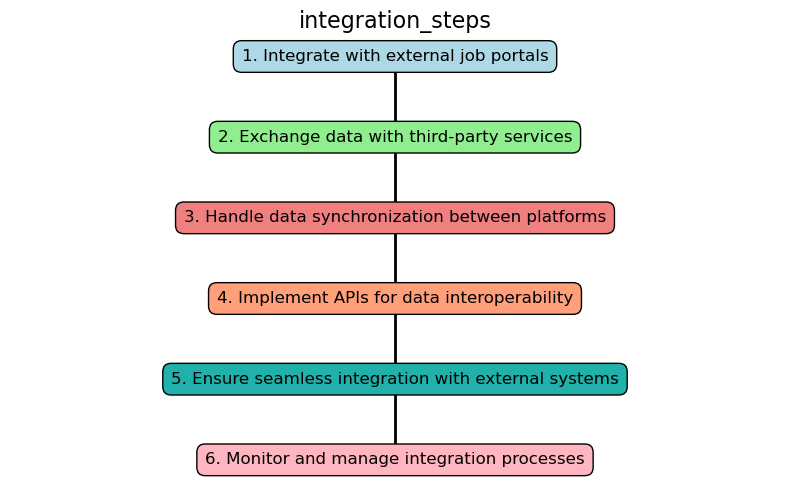 integration_steps
1. Integrate with external job portals
2. Exchange data with third-party services
3. Handle data synchronization between platforms
4. Implement APIs for data interoperability
5. Ensure seamless integration with external systems
6. Monitor and manage integration processes